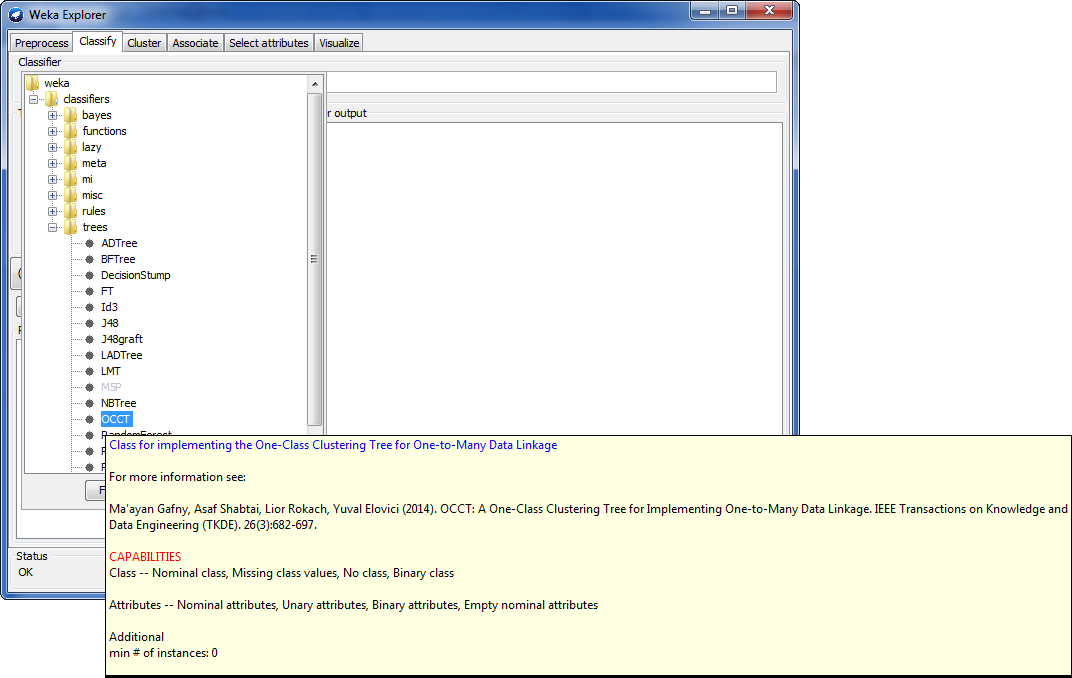 Weka Explorer
Preprocess Classify Cluster Associate Select attributes Visualize
Classifier
weka
classifiers
r output
bayes
functions
lazy
meta
mi
misc
rules
trees
ADTree
BFTree
DecisionStump
FT
Id3
J48
J48graft
LADTree
LMT
M5P
NBTree
OCCT
RandomForest
Class for implementing the One-Class Clustering Tree for One-to-Many Data Linkage
For more information see:
Ma'ayan Gafny, Asaf Shabtai, Lior Rokach, Yuval Elovici (2014). OCCT: A One-Class Clustering Tree for Implementing One-to-Many Data Linkage. IEEE Transactions on Knowledge and
Data Engineering (TKDE). 26(3):682-697.
Status
OK
CAPABILITIES
Class -- Nominal class, Missing class values, No class, Binary class
Attributes -- Nominal attributes, Unary attributes, Binary attributes, Empty nominal attributes
Additional
min # of instances: 0